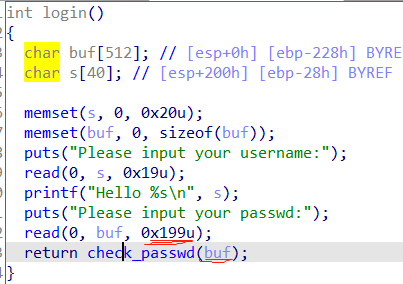 int login()
{
char buf[512]; // [esp+0h] [ebp-228h] BYREF
char s[40]; // [esp+200h] [ebp-28h] BYREF
memset(s, 0, 0x20u);
memset(buf, 0, sizeof(buf));
puts("Please input your username:");
read(0, s, 0x19u);
printf("Hello %s\n", s);
puts("Please input your passwd:");
read(0, buf, 0x199u);
return check_passwd(buf);
}